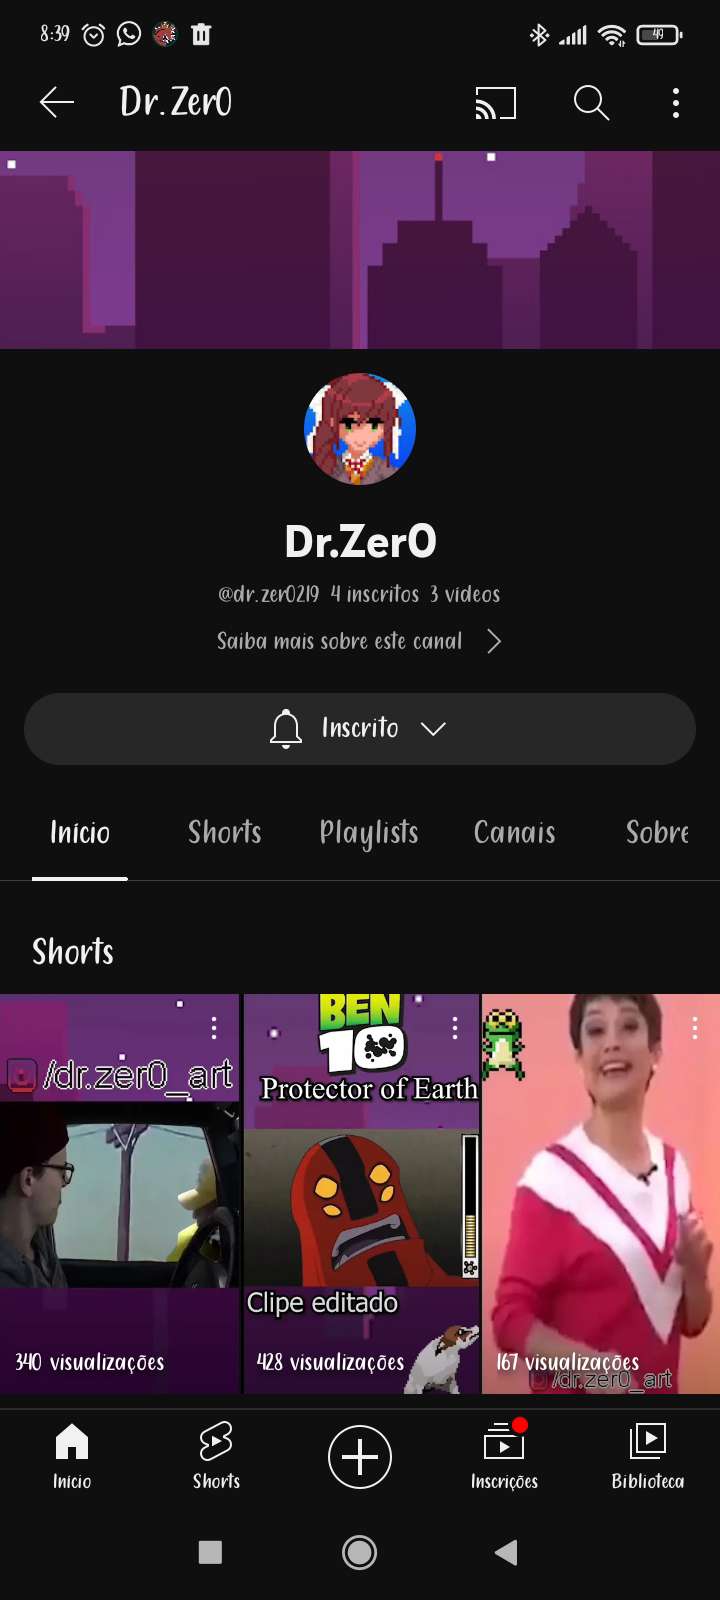 8:39
49
Dr.Zer0
Dr.Zer0
@dr.zer0219 4 inscritos 3 vídeos
Saiba mais sobre este canal
Inscrito
Início Shorts Playlists Canais Sobre
Shorts
/dr.zer0_art
BEN
10
Protector of Earth
Clipe editado
340 visualizações
428 visualizações
167 visualizações
/dr.zer0_art
Início Shorts Inscrições Biblioteca